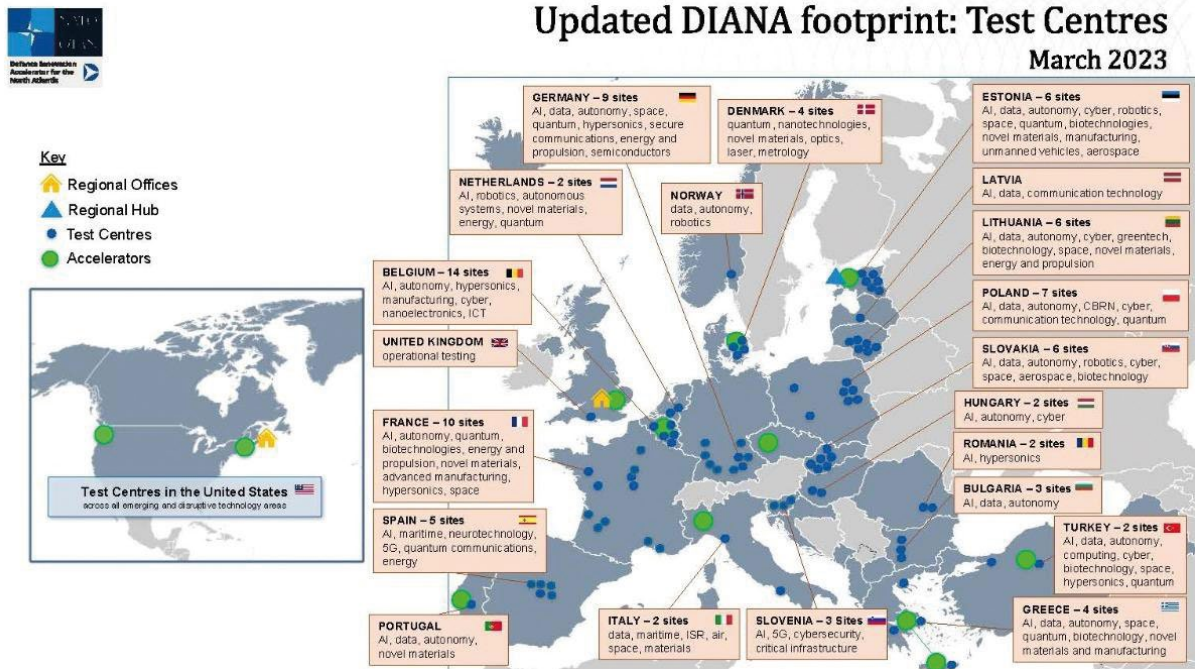 Defence Innovation
Accelerator for the
North Atlantic
Updated DIANA footprint: Test Centres
March 2023
Key
Regional Offices
Regional Hub
Test Centres
Accelerators
Test Centres in the United States
across all emerging and disruptive technology areas
GERMANY – 9 sites
AI, data, autonomy, space,
quantum, hypersonics, secure
communications, energy and
propulsion, semiconductors
DENMARK – 4 sites
quantum, nanotechnologies,
novel materials, optics,
laser, metrology
ESTONIA – 6 sites
AI, data, autonomy, cyber, robotics,
space, quantum, biotechnologies,
novel materials, manufacturing,
unmanned vehicles, aerospace
NETHERLANDS – 2 sites
AI, robotics, autonomous
systems, novel materials,
energy, quantum
NORWAY
data, autonomy,
robotics
LATVIA
AI, data, communication technology
LITHUANIA – 6 sites
AI, data, autonomy, cyber, greentech,
biotechnology, space, novel materials,
energy and propulsion
BELGIUM – 14 sites
AI, autonomy, hypersonics,
manufacturing, cyber,
nanoelectronics, ICT
POLAND – 7 sites
AI, data, autonomy, CBRN, cyber,
communication technology, quantum
UNITED KINGDOM
operational testing
SLOVAKIA – 6 sites
AI, data, autonomy, robotics, cyber,
space, aerospace, biotechnology
HUNGARY – 2 sites
AI, autonomy, cyber
FRANCE – 10 sites
AI, autonomy, quantum,
biotechnologies, energy and
propulsion, novel materials,
advanced manufacturing,
hypersonics, space
ROMANIA – 2 sites
AI, hypersonics
BULGARIA – 3 sites
AI, data, autonomy
SPAIN – 5 sites
AI, maritime, neurotechnology,
5G, quantum communications,
energy
TURKEY – 2 sites
AI, data, autonomy,
computing, cyber,
biotechnology, space,
hypersonics, quantum
PORTUGAL
AI, data, autonomy,
novel materials
ITALY – 2 sites
data, maritime, ISR, air,
space, materials
SLOVENIA – 3 Sites
AI, 5G, cybersecurity,
critical infrastructure
GREECE – 4 sites
AI, data, autonomy, space,
quantum, biotechnology, novel
materials and manufacturing